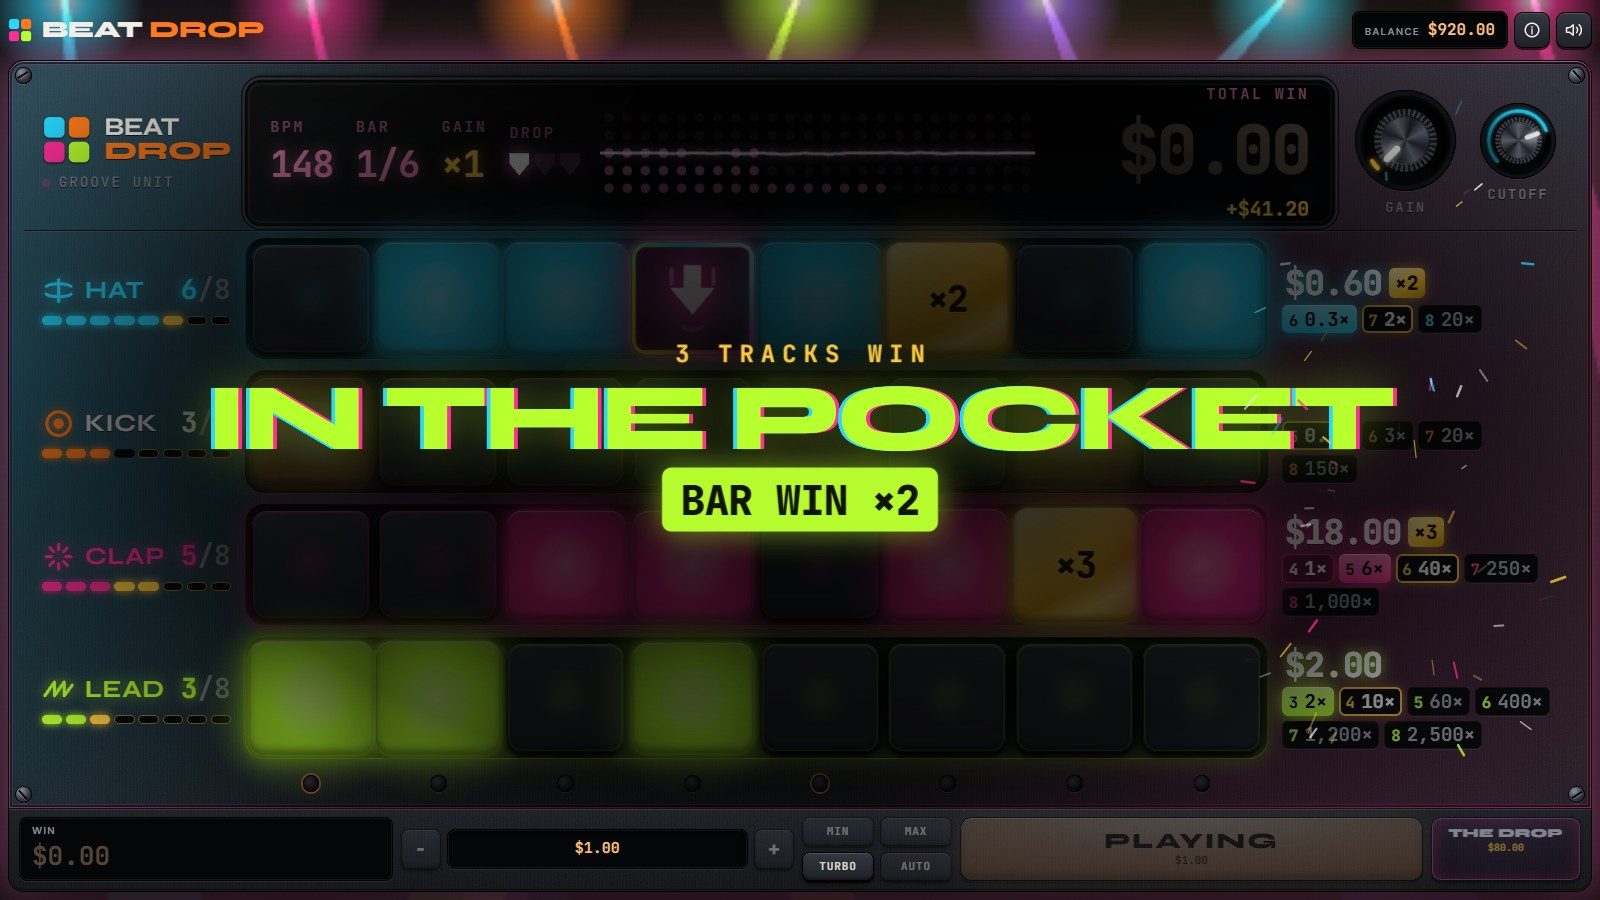 BEAT DROP
BALANCE $920.00
BEAT
DROP
GROOVE UNIT
BPM
148
BAR
1/6
GAIN
×1
DROP
TOTAL WIN
$0.00
+$41.20
GAIN
CUTOFF
HAT 6/8
×2
$0.60 ×2
6 0.3× 7 2× 8 20×
3 TRACKS WIN
IN THE POCKET
BAR WIN ×2
KICK 3/
6 3× 7 20×
8 150×
CLAP 5/8
×3
$18.00 ×3
4 1× 5 6× 6 40× 7 250×
8 1,000×
LEAD 3/8
$2.00
3 2× 4 10× 5 60× 6 400×
7 1,200× 8 2,500×
WIN
$0.00
-
$1.00
+
MIN
MAX
TURBO
AUTO
PLAYING
$1.00
THE DROP
$80.00